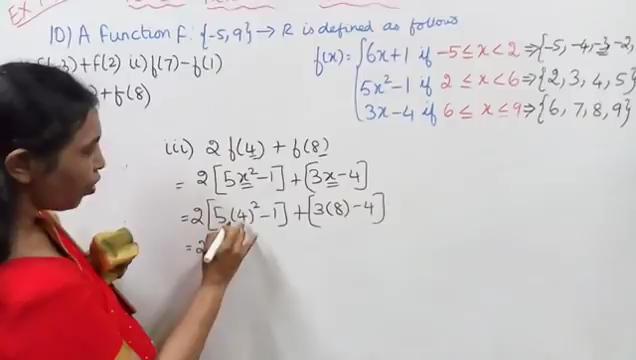 10) A function f: {-5, 9} → R is defined as follows
f(x) = 6x+1 if -5 ≤ x < 2 ⇒ {-5, -4, -3, -2,
+ f(2) ii) f(7) - f(1)
5x²-1 if 2 ≤ x < 6 ⇒ {2, 3, 4, 5}
+ f(8)
3x-4 if 6 ≤ x ≤ 9 ⇒ {6, 7, 8, 9}
iii) 2 f(4) + f(8)
= 2[5x²-1] + [3x-4]
= 2[5(4)²-1] + [3(8)-4]
= 2